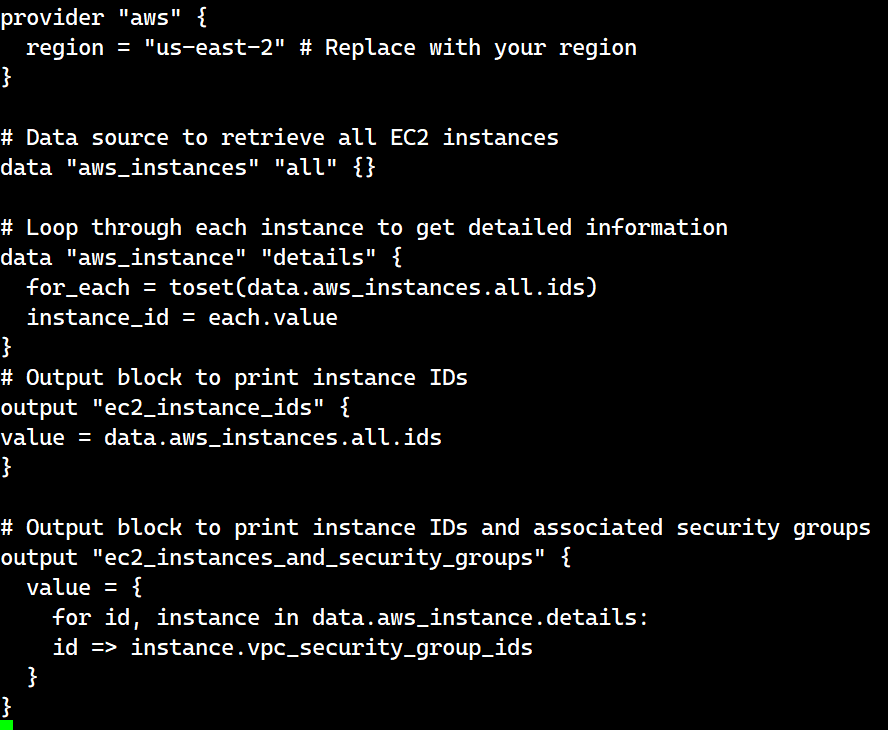 provider "aws" {
  region = "us-east-2" # Replace with your region
}

# Data source to retrieve all EC2 instances
data "aws_instances" "all" {}

# Loop through each instance to get detailed information
data "aws_instance" "details" {
  for_each = toset(data.aws_instances.all.ids)
  instance_id = each.value
}
# Output block to print instance IDs
output "ec2_instance_ids" {
value = data.aws_instances.all.ids
}

# Output block to print instance IDs and associated security groups
output "ec2_instances_and_security_groups" {
  value = {
    for id, instance in data.aws_instance.details:
    id => instance.vpc_security_group_ids
  }
}